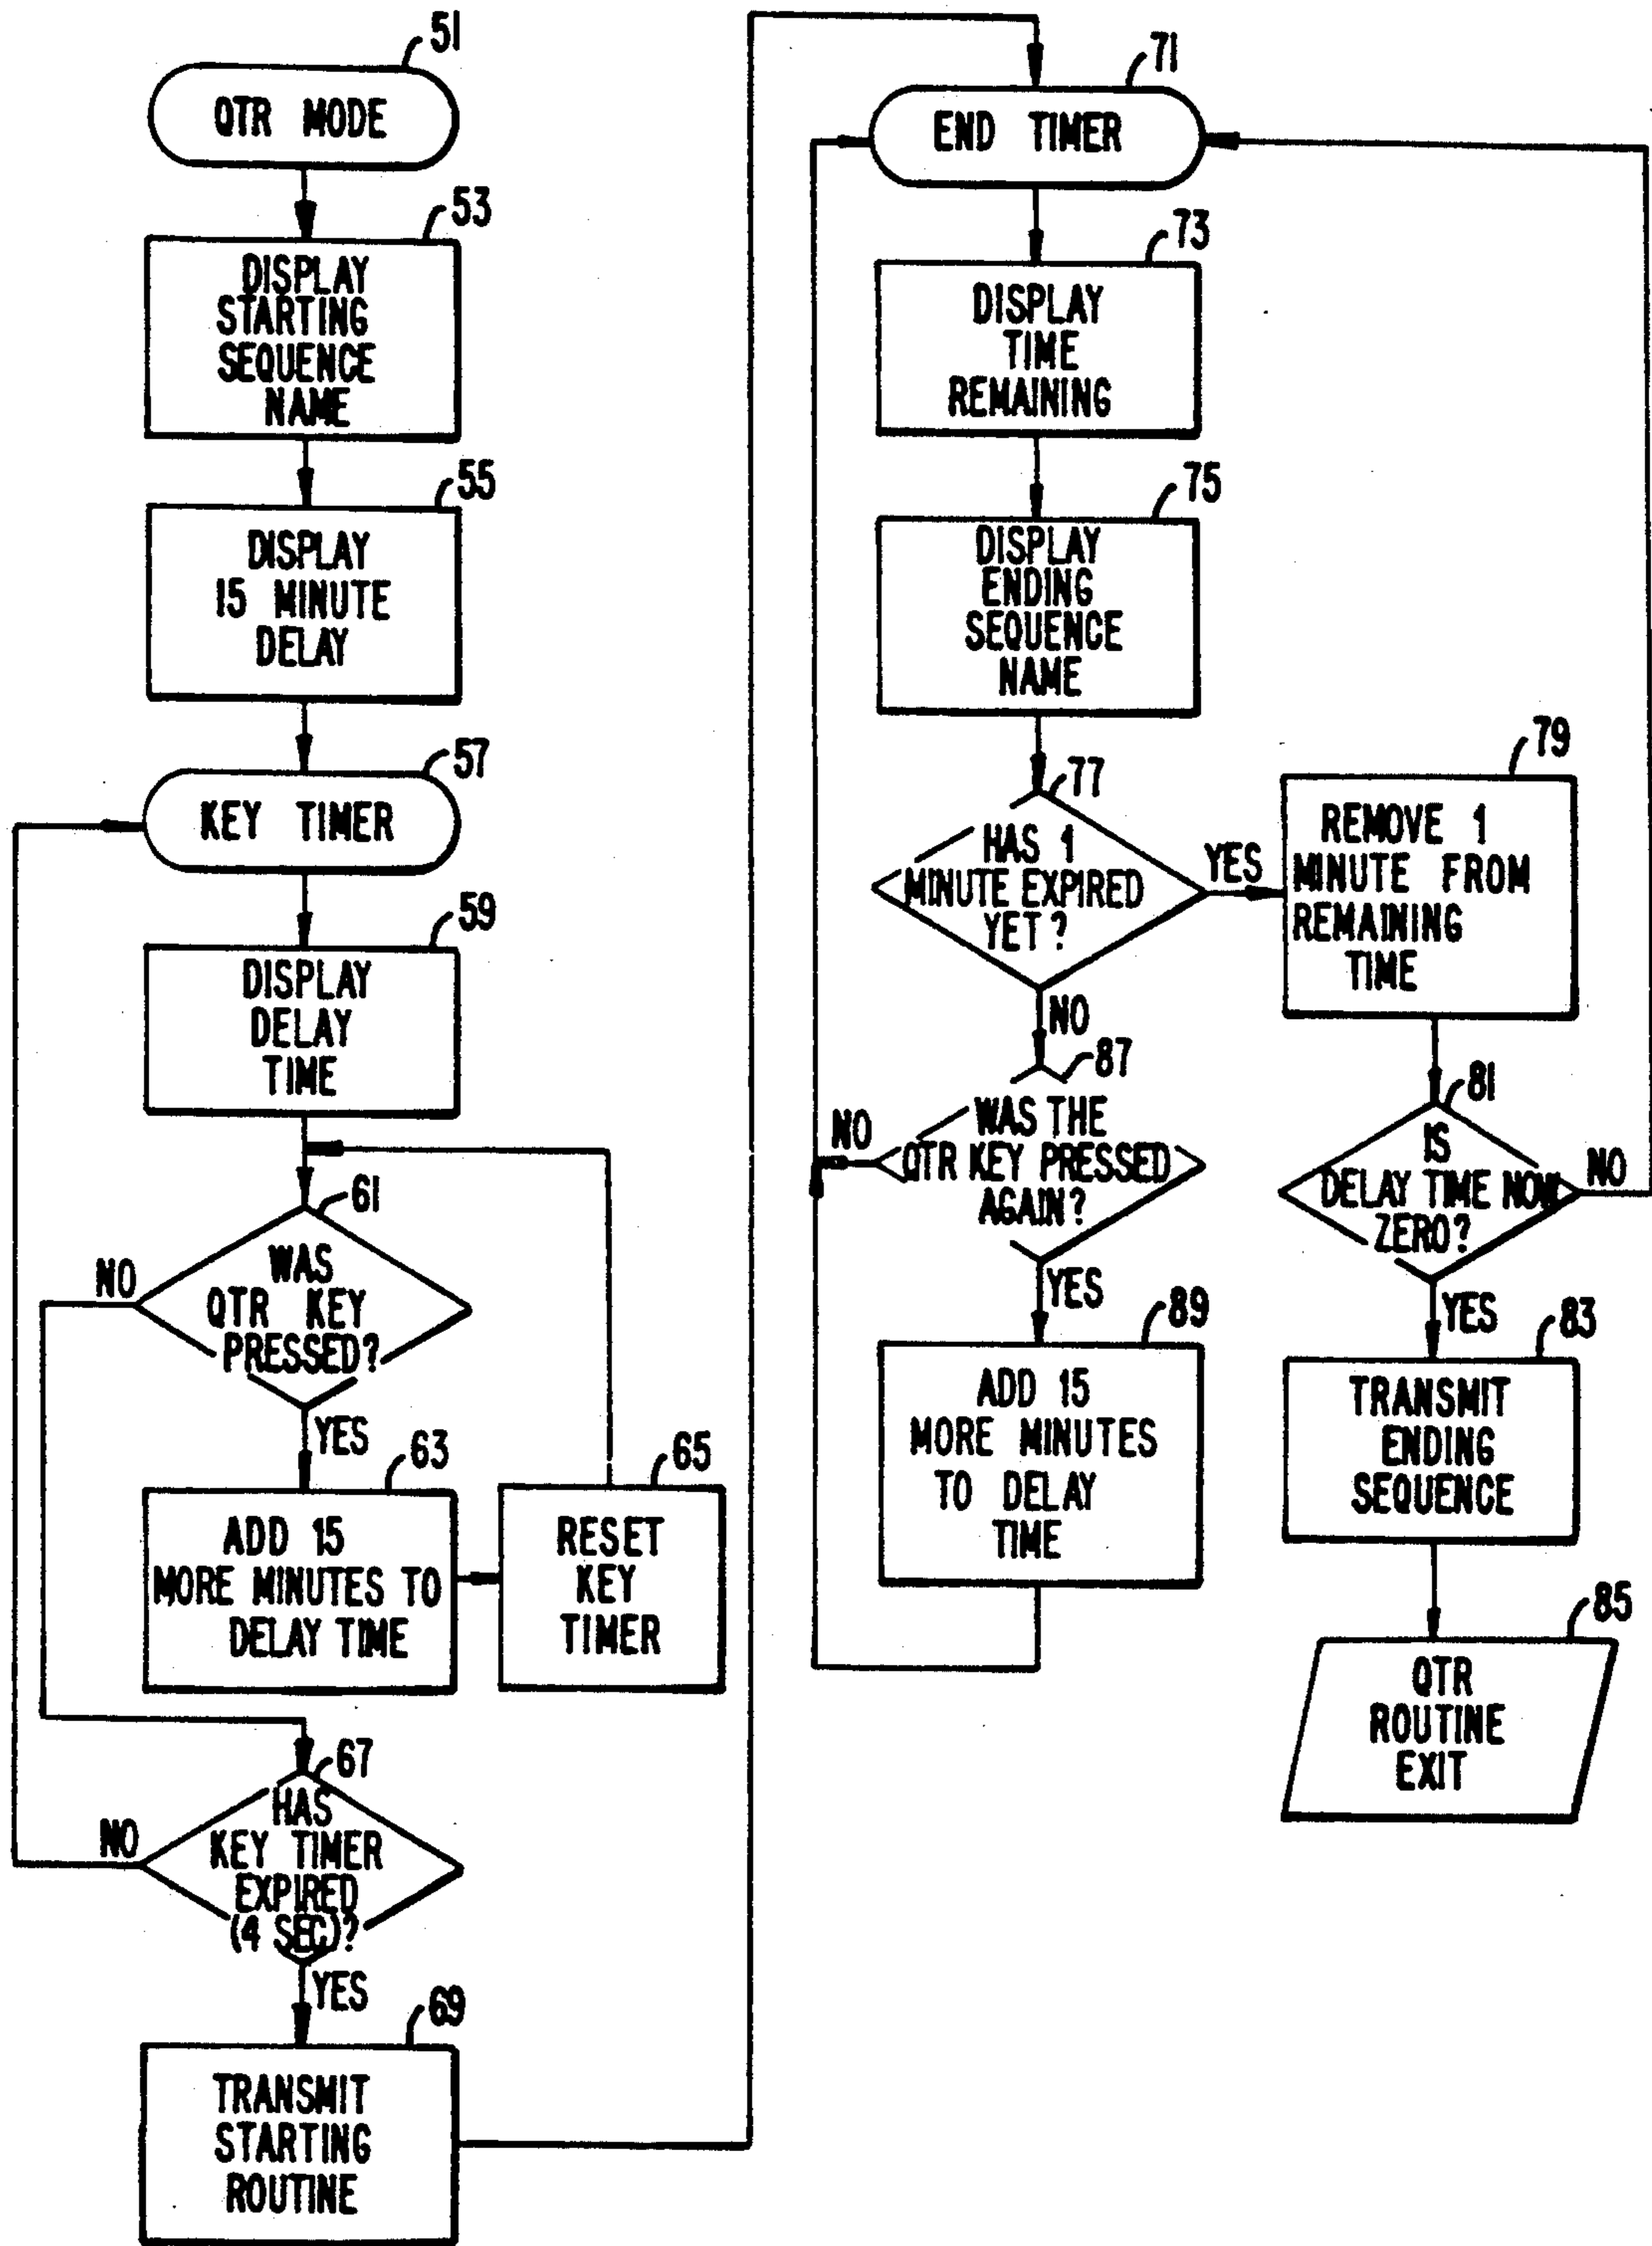 51
QTR MODE
53
DISPLAY
STARTING
SEQUENCE
NAME
55
DISPLAY
15 MINUTE
DELAY
57
KEY TIMER
59
DISPLAY
DELAY
TIME
61
WAS
QTR KEY
PRESSED?
NO
YES
63
ADD 15
MORE MINUTES TO
DELAY TIME
65
RESET
KEY
TIMER
67
HAS
KEY TIMER
EXPIRED
(4 SEC)?
NO
YES
69
TRANSMIT
STARTING
ROUTINE
71
END TIMER
73
DISPLAY
TIME
REMAINING
75
DISPLAY
ENDING
SEQUENCE
NAME
77
HAS 1
MINUTE EXPIRED
YET?
YES
NO
79
REMOVE 1
MINUTE FROM
REMAINING
TIME
81
IS
DELAY TIME NOW
ZERO?
NO
YES
83
TRANSMIT
ENDING
SEQUENCE
85
QTR
ROUTINE
EXIT
87
WAS THE
QTR KEY PRESSED
AGAIN?
NO
YES
89
ADD 15
MORE MINUTES
TO DELAY
TIME